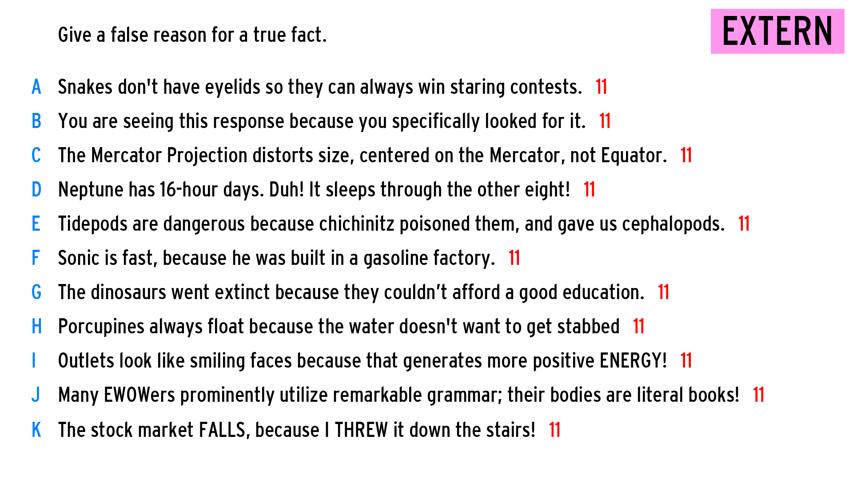 Give a false reason for a true fact.
EXTERN
A Snakes don't have eyelids so they can always win staring contests. 11
B You are seeing this response because you specifically looked for it. 11
C The Mercator Projection distorts size, centered on the Mercator, not Equator. 11
D Neptune has 16-hour days. Duh! It sleeps through the other eight! 11
E Tidepods are dangerous because chichinitz poisoned them, and gave us cephalopods. 11
F Sonic is fast, because he was built in a gasoline factory. 11
G The dinosaurs went extinct because they couldn’t afford a good education. 11
H Porcupines always float because the water doesn't want to get stabbed 11
I Outlets look like smiling faces because that generates more positive ENERGY! 11
J Many EWOWers prominently utilize remarkable grammar; their bodies are literal books! 11
K The stock market FALLS, because I THREW it down the stairs! 11